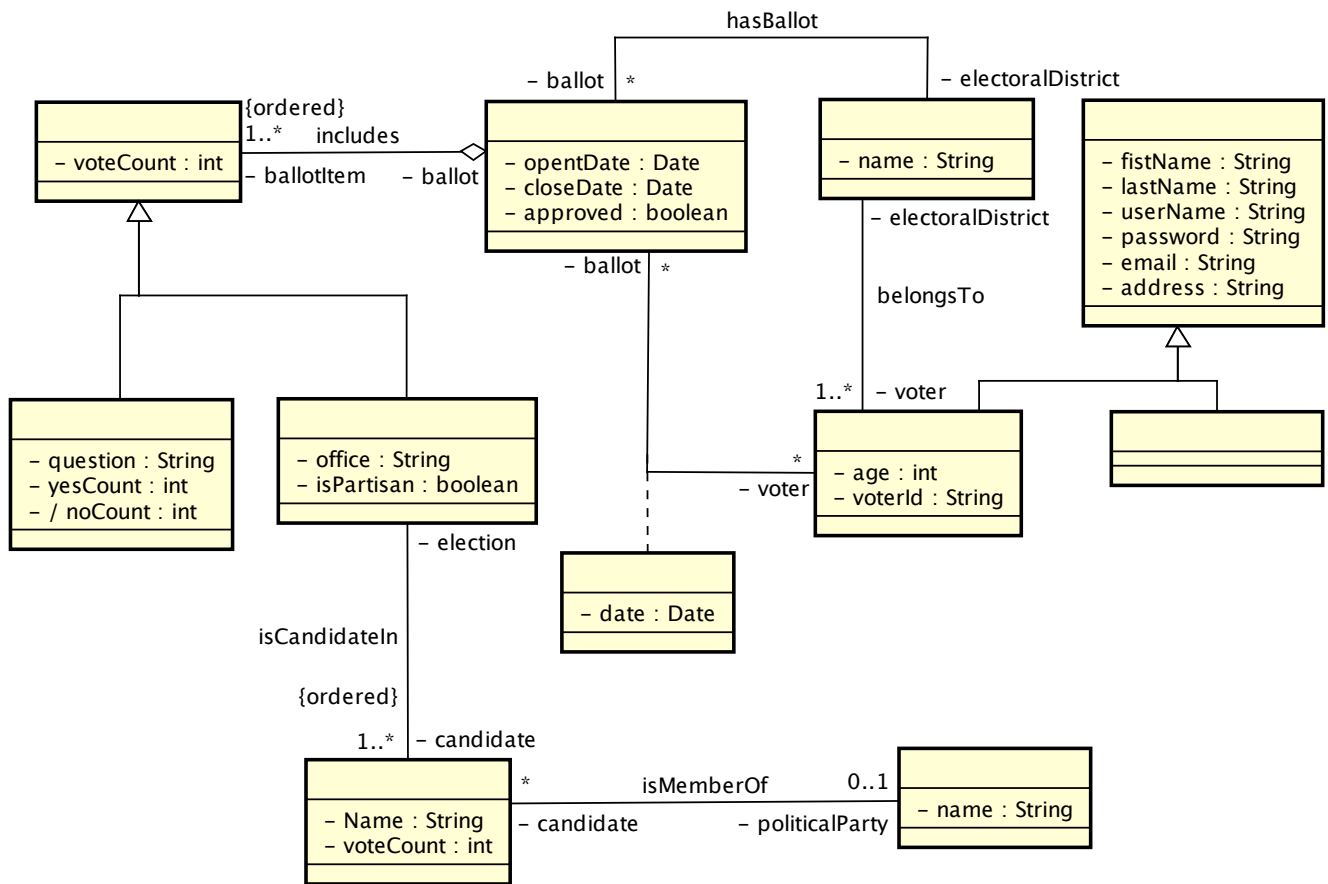 hasBallot
– ballot
*
– electoralDistrict
{ordered}
1..*
includes
– voteCount : int
– ballotItem
– ballot
– opentDate : Date
– closeDate : Date
– approved : boolean
– name : String
– fistName : String
– lastName : String
– userName : String
– password : String
– email : String
– address : String
– electoralDistrict
– ballot
*
belongsTo
1..*
– voter
– question : String
– yesCount : int
– / noCount : int
– office : String
– isPartisan : boolean
*
– voter
– age : int
– voterId : String
– election
– date : Date
isCandidateIn
{ordered}
1..*
– candidate
– Name : String
– voteCount : int
*
isMemberOf
0..1
– candidate
– politicalParty
– name : String